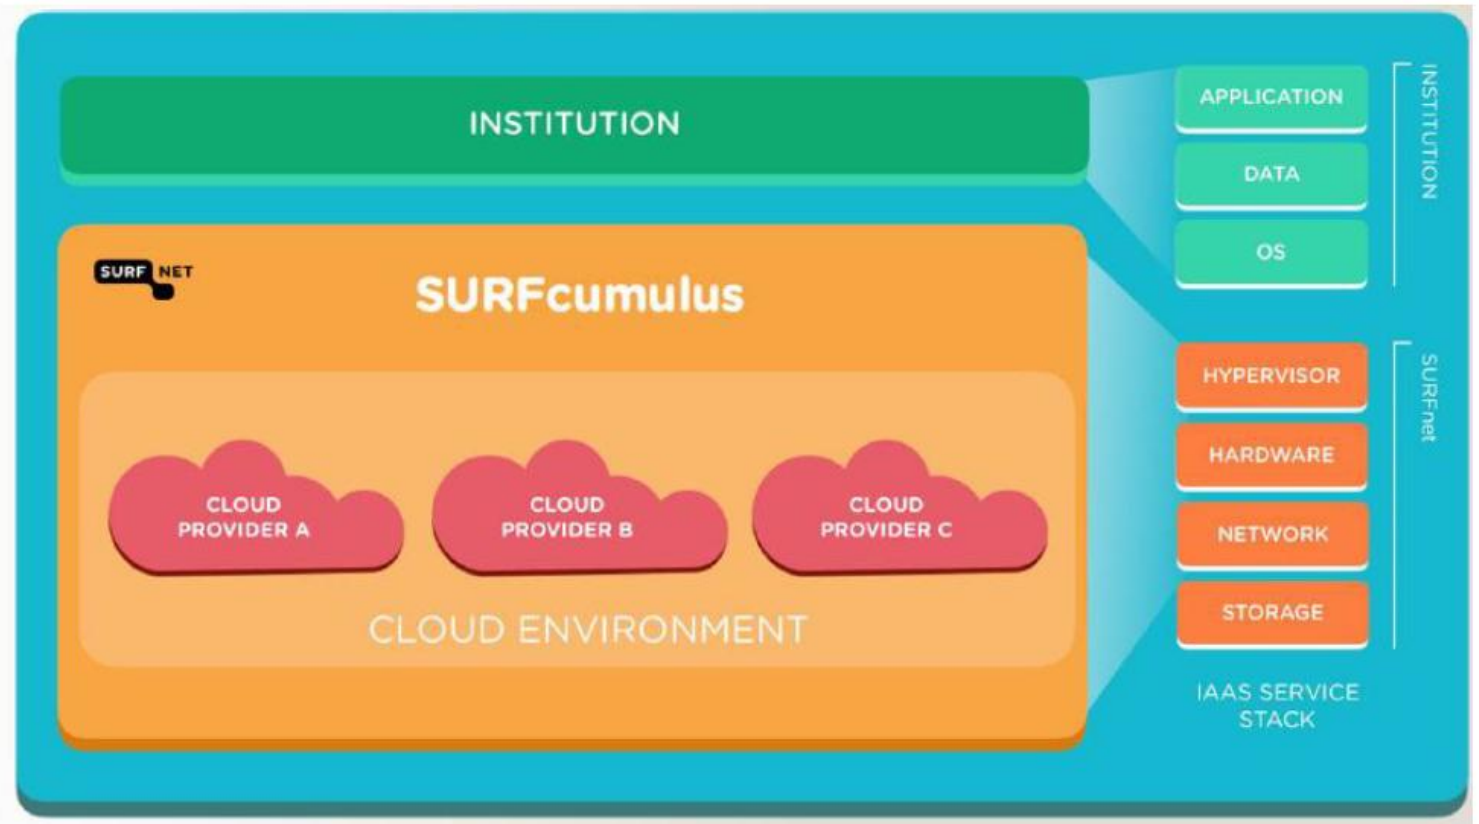 INSTITUTION
SURF NET
SURFcumulus
CLOUD
PROVIDER A
CLOUD
PROVIDER B
CLOUD
PROVIDER C
CLOUD ENVIRONMENT
APPLICATION
DATA
OS
INSTITUTION
HYPERVISOR
HARDWARE
NETWORK
STORAGE
SURFnet
IAAS SERVICE
STACK